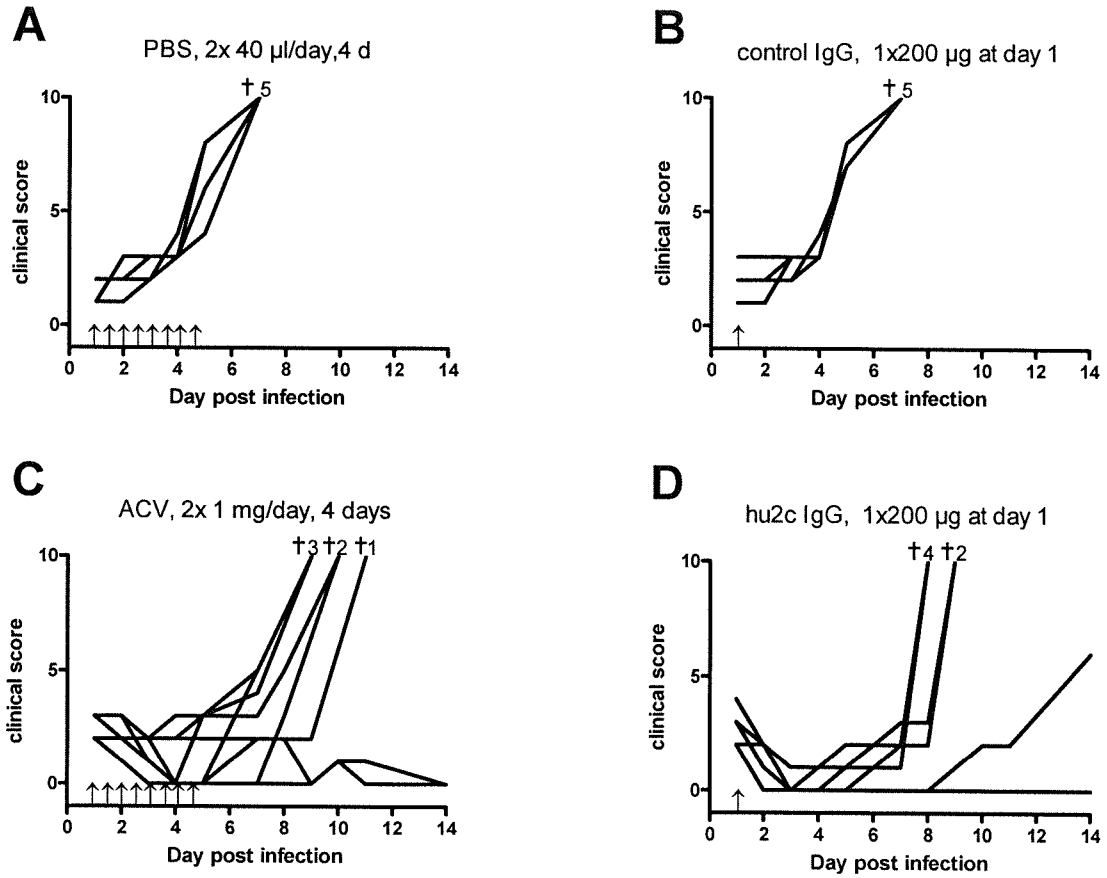 A
PBS, 2x 40 µl/day,4 d
†5
10
5
0
clinical score
↑↑↑↑↑↑↑↑
0 2 4 6 8 10 12 14
Day post infection
B
control IgG, 1x200 µg at day 1
†5
10
5
0
clinical score
↑
0 2 4 6 8 10 12 14
Day post infection
C
ACV, 2x 1 mg/day, 4 days
†3 †2 †1
10
5
0
clinical score
↑↑↑↑↑↑↑↑
0 2 4 6 8 10 12 14
Day post infection
D
hu2c IgG, 1x200 µg at day 1
†4 †2
10
5
0
clinical score
↑
0 2 4 6 8 10 12 14
Day post infection